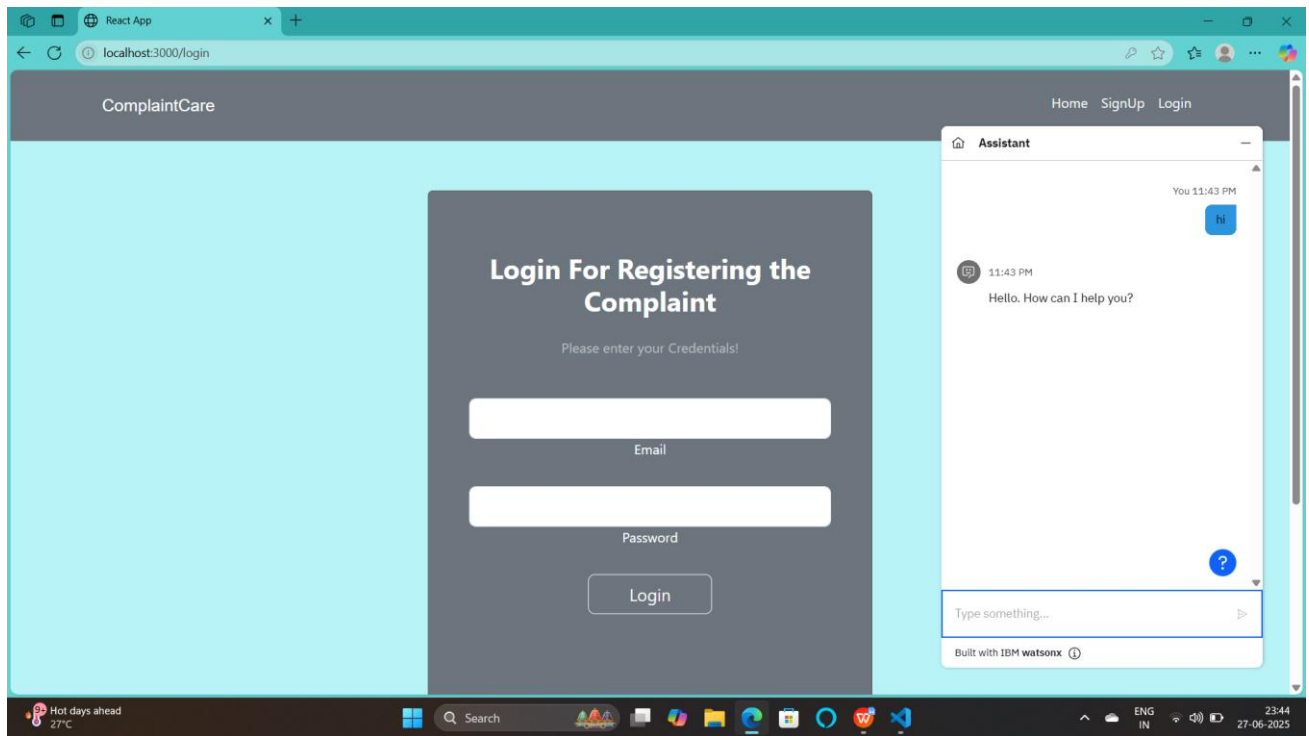 React App
localhost:3000/login
ComplaintCare
Home SignUp Login
Login For Registering the
Complaint
Please enter your Credentials!
Email
Password
Login
Assistant
You 11:43 PM
hi
11:43 PM
Hello. How can I help you?
?
Type something...
Built with IBM watsonx
9+
Hot days ahead
27°C
Search
ENG
IN
23:44
27-06-2025